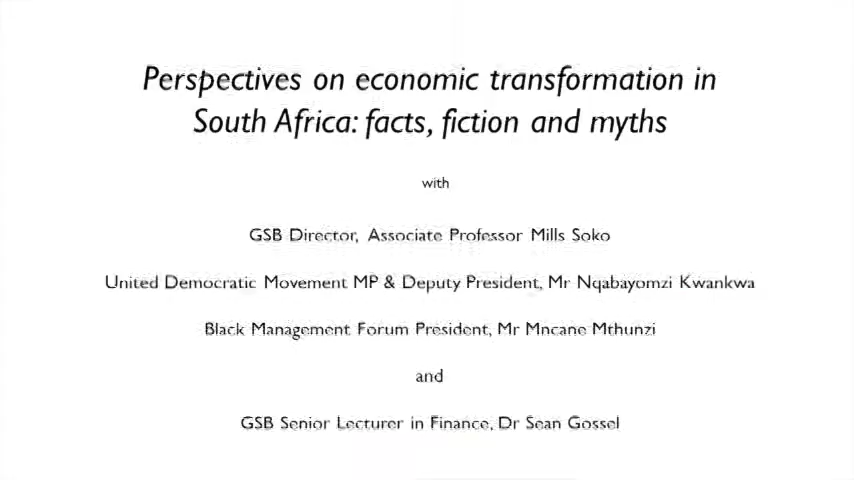 Perspectives on economic transformation in
South Africa: facts, fiction and myths
with
GSB Director, Associate Professor Mills Soko
United Democratic Movement MP & Deputy President, Mr Nqabayomzi Kwankwa
Black Management Forum President, Mr Mncane Mthunzi
and
GSB Senior Lecturer in Finance, Dr Sean Gossel